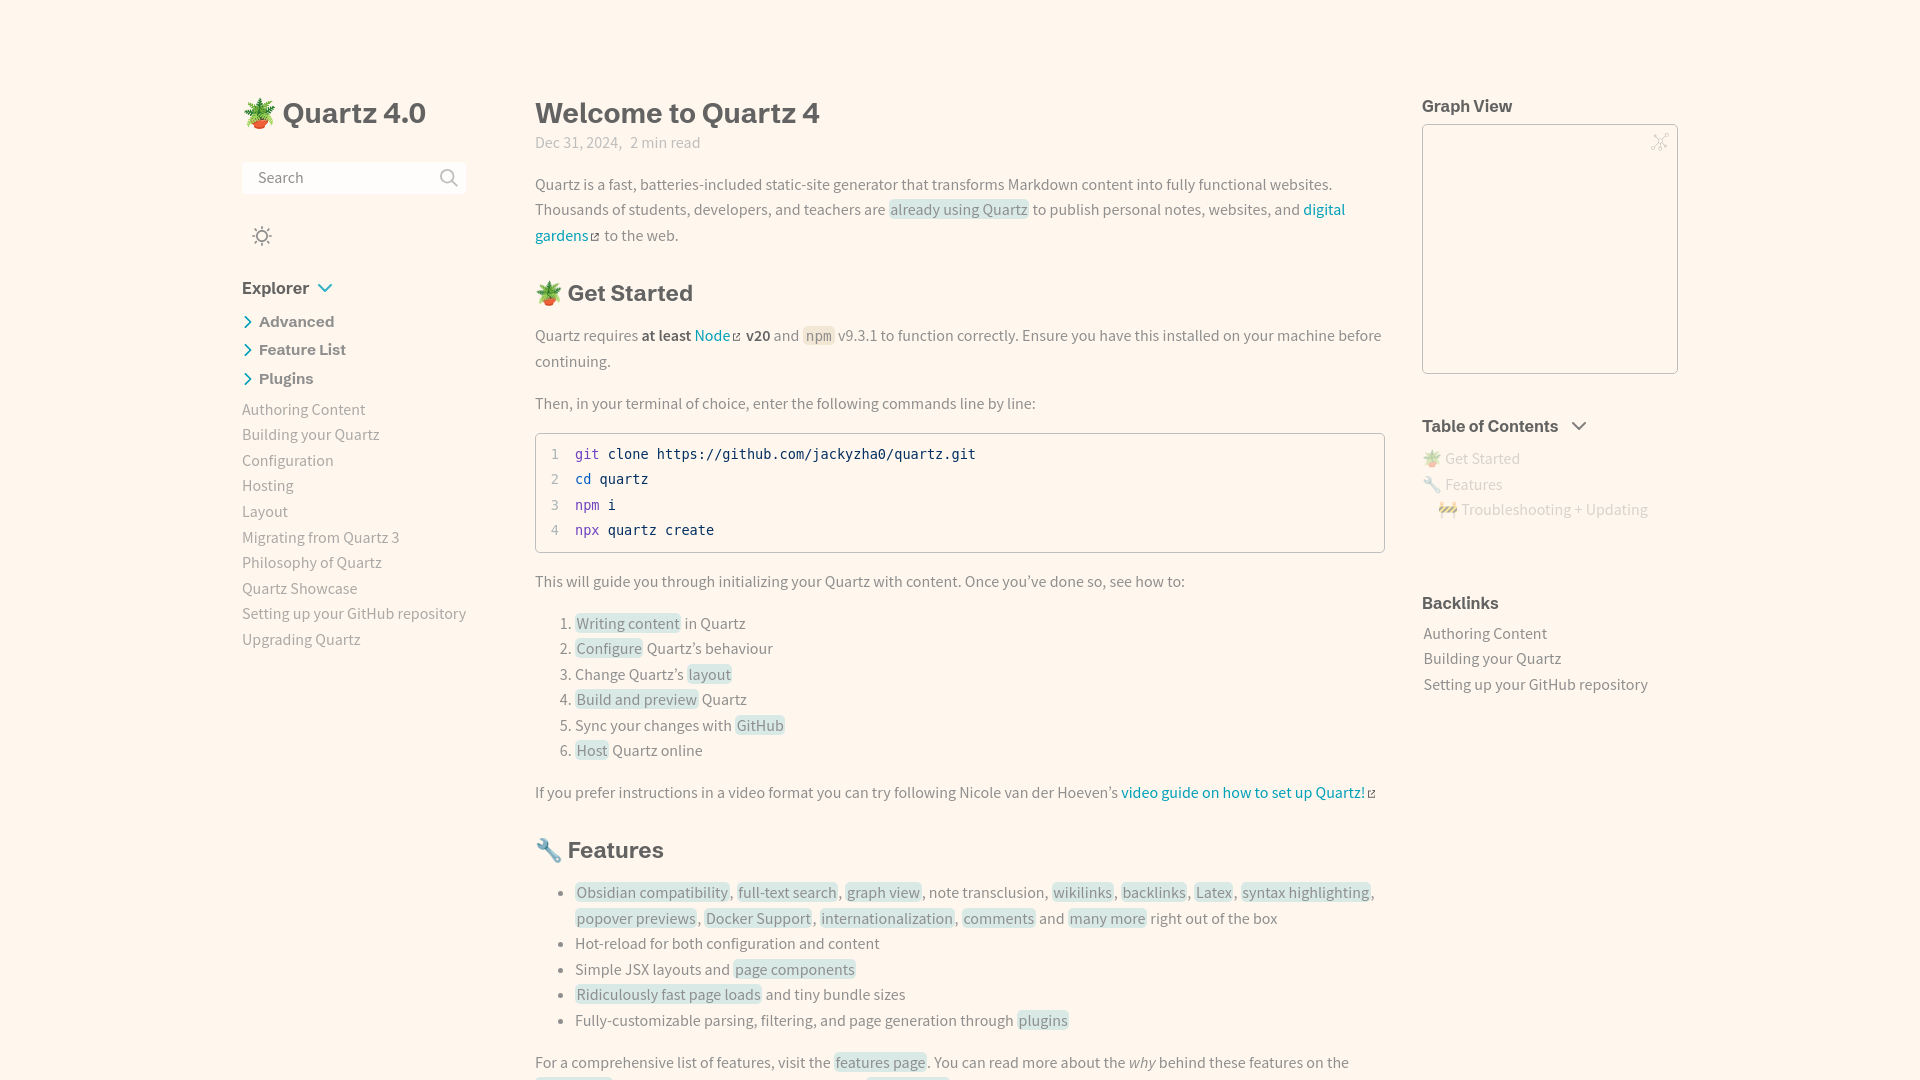 🪴 Quartz 4.0
Search
Explorer
Advanced
Feature List
Plugins
Authoring Content
Building your Quartz
Configuration
Hosting
Layout
Migrating from Quartz 3
Philosophy of Quartz
Quartz Showcase
Setting up your GitHub repository
Upgrading Quartz
Welcome to Quartz 4
Dec 31, 2024, 2 min read
Quartz is a fast, batteries-included static-site generator that transforms Markdown content into fully functional websites.
Thousands of students, developers, and teachers are already using Quartz to publish personal notes, websites, and digital
gardens to the web.
🪴 Get Started
Quartz requires at least Node v20 and npm v9.3.1 to function correctly. Ensure you have this installed on your machine before
continuing.
Then, in your terminal of choice, enter the following commands line by line:
1 git clone https://github.com/jackyzha0/quartz.git
2 cd quartz
3 npm i
4 npx quartz create
This will guide you through initializing your Quartz with content. Once you’ve done so, see how to:
1. Writing content in Quartz
2. Configure Quartz’s behaviour
3. Change Quartz’s layout
4. Build and preview Quartz
5. Sync your changes with GitHub
6. Host Quartz online
If you prefer instructions in a video format you can try following Nicole van der Hoeven’s video guide on how to set up Quartz!
🔧 Features
• Obsidian compatibility, full-text search, graph view, note transclusion, wikilinks, backlinks, Latex, syntax highlighting,
popover previews, Docker Support, internationalization, comments and many more right out of the box
• Hot-reload for both configuration and content
• Simple JSX layouts and page components
• Ridiculously fast page loads and tiny bundle sizes
• Fully-customizable parsing, filtering, and page generation through plugins
For a comprehensive list of features, visit the features page. You can read more about the why behind these features on the
Graph View
Table of Contents
🪴 Get Started
🔧 Features
🚧 Troubleshooting + Updating
Backlinks
Authoring Content
Building your Quartz
Setting up your GitHub repository